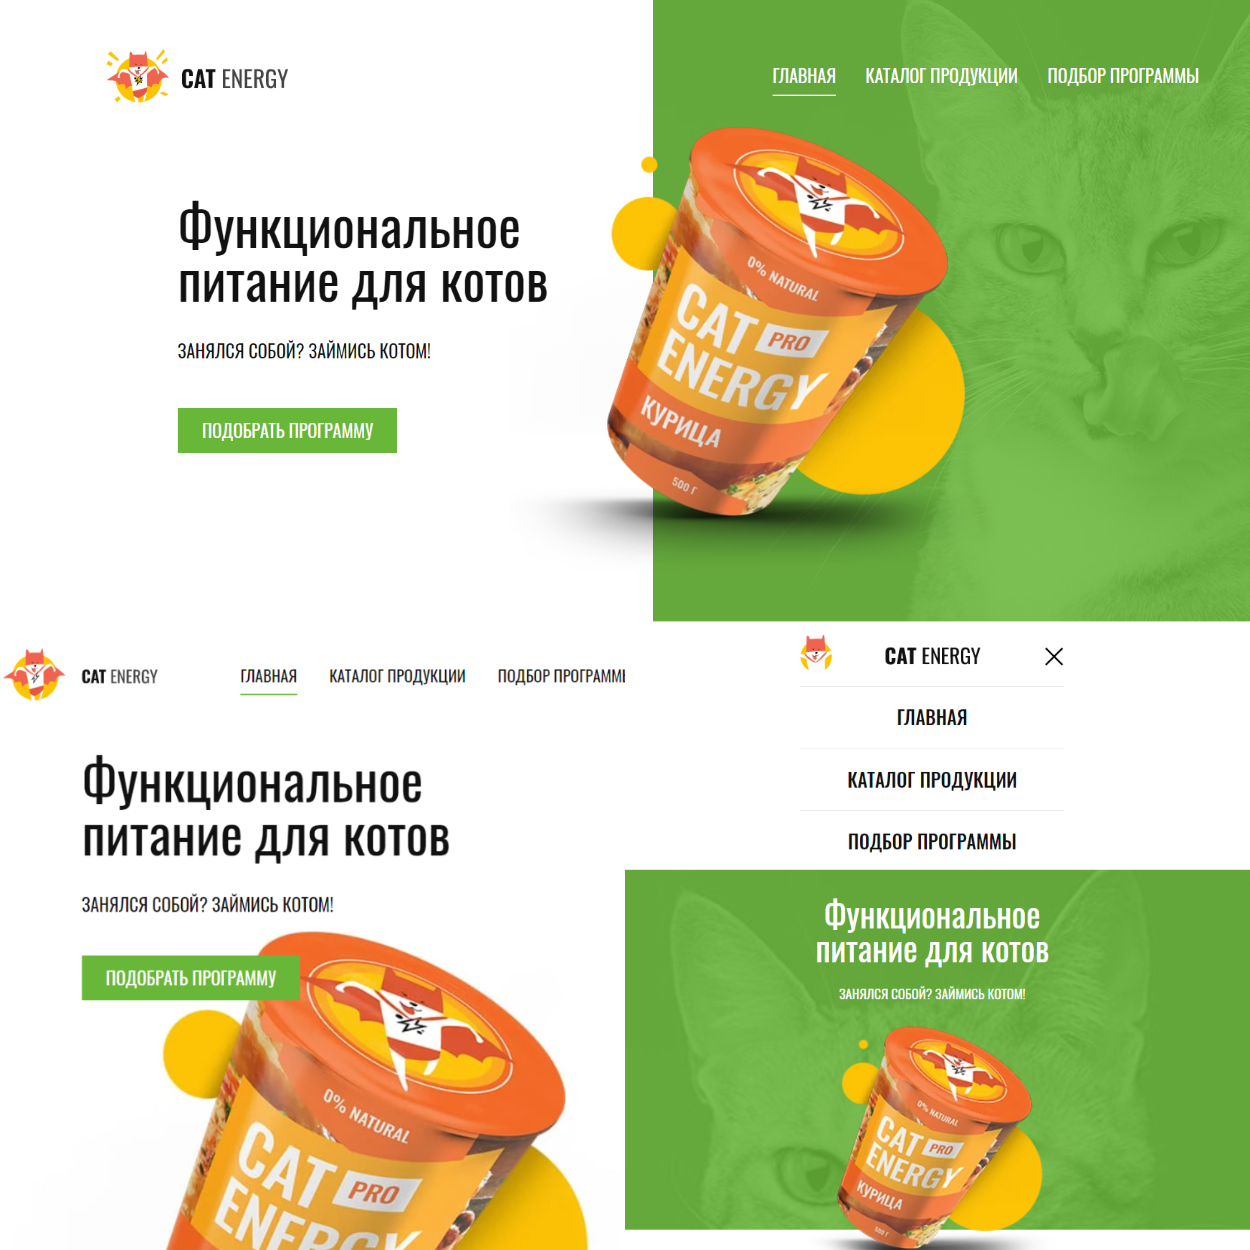 CAT ENERGY
ГЛАВНАЯ КАТАЛОГ ПРОДУКЦИИ ПОДБОР ПРОГРАММЫ
Функциональное
питание для котов
ЗАНЯЛСЯ СОБОЙ? ЗАЙМИСЬ КОТОМ!
ПОДОБРАТЬ ПРОГРАММУ
0% NATURAL
CAT PRO
ENERGY
КУРИЦА
500 Г
CAT ENERGY
ГЛАВНАЯ КАТАЛОГ ПРОДУКЦИИ ПОДБОР ПРОГРАММЫ
Функциональное
питание для котов
ЗАНЯЛСЯ СОБОЙ? ЗАЙМИСЬ КОТОМ!
ПОДОБРАТЬ ПРОГРАММУ
0% NATURAL
CAT PRO
ENERGY
CAT ENERGY
ГЛАВНАЯ
КАТАЛОГ ПРОДУКЦИИ
ПОДБОР ПРОГРАММЫ
Функциональное
питание для котов
ЗАНЯЛСЯ СОБОЙ? ЗАЙМИСЬ КОТОМ!
0% NATURAL
CAT PRO
ENERGY
КУРИЦА
500 Г